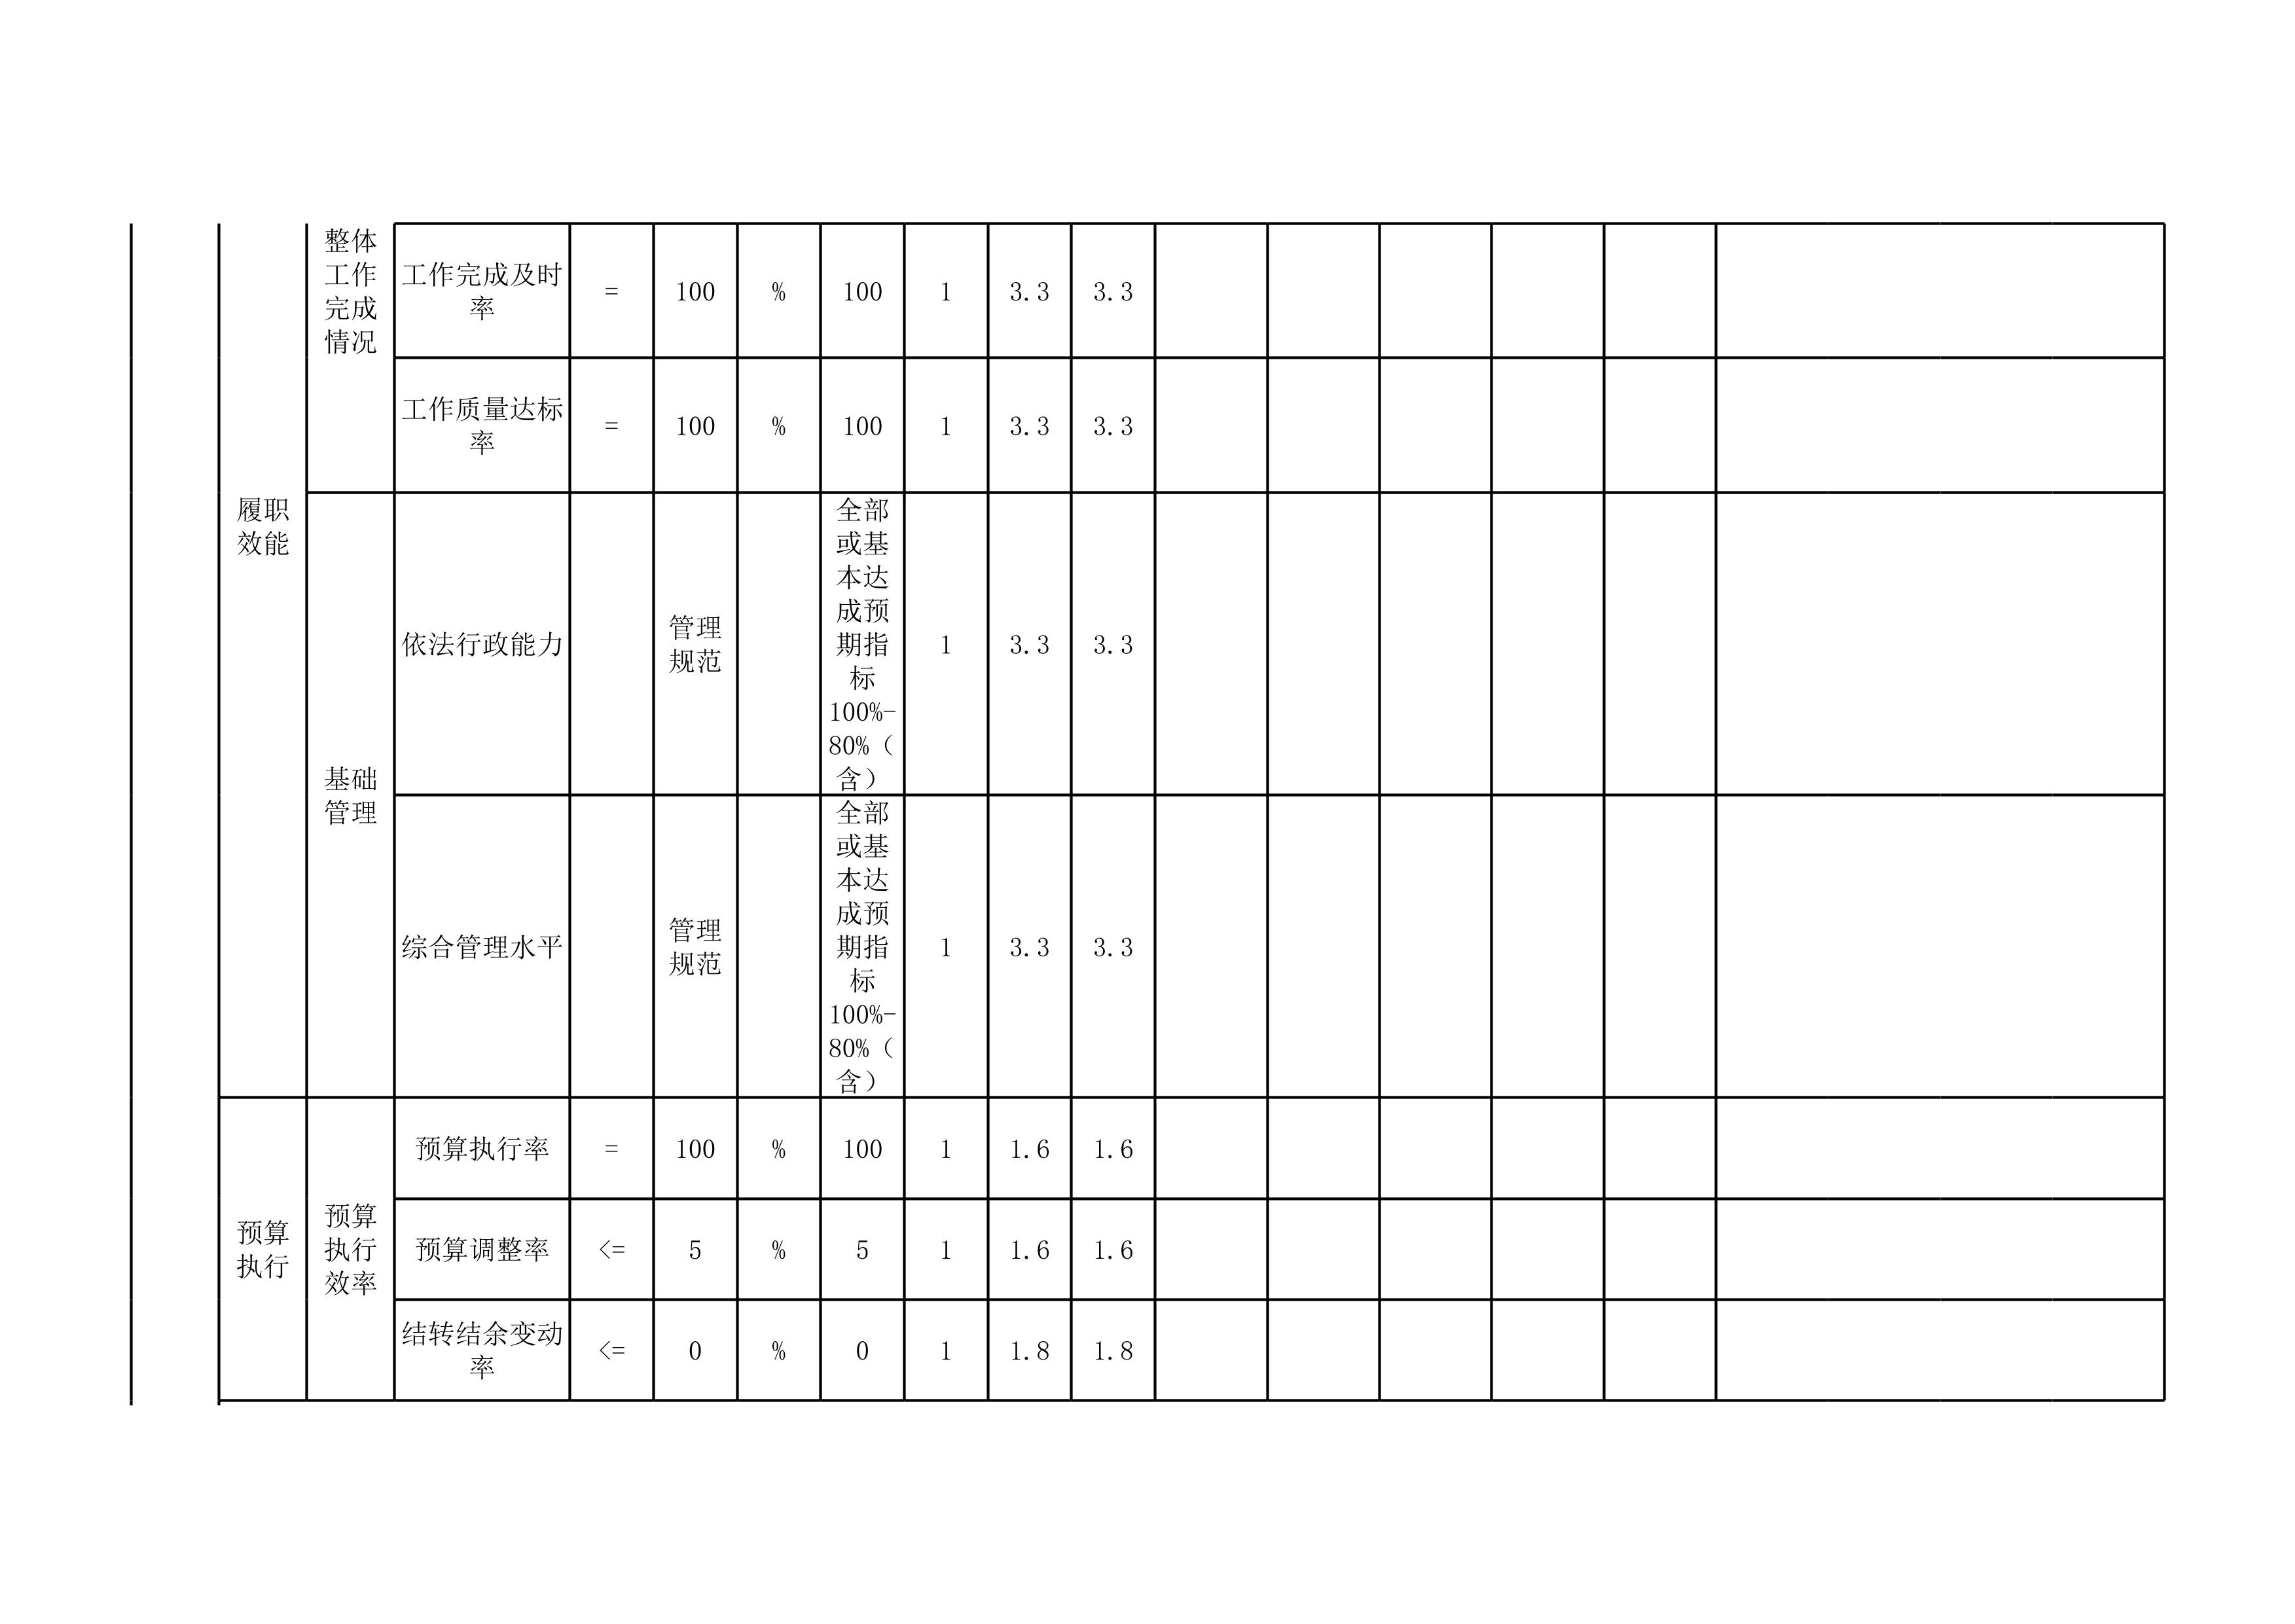 整体
工作
完成
情况
工作完成及时
率
= 100 % 100 1 3.3 3.3
工作质量达标
率
= 100 % 100 1 3.3 3.3
履职
效能
基础
管理
依法行政能力
管理
规范
全部
或基
本达
成预
期指
标
100%-
80%（
含）
1 3.3 3.3
综合管理水平
管理
规范
全部
或基
本达
成预
期指
标
100%-
80%（
含）
1 3.3 3.3
预算
执行
预算
执行
效率
预算执行率 = 100 % 100 1 1.6 1.6
预算调整率 <= 5 % 5 1 1.6 1.6
结转结余变动
率
<= 0 % 0 1 1.8 1.8